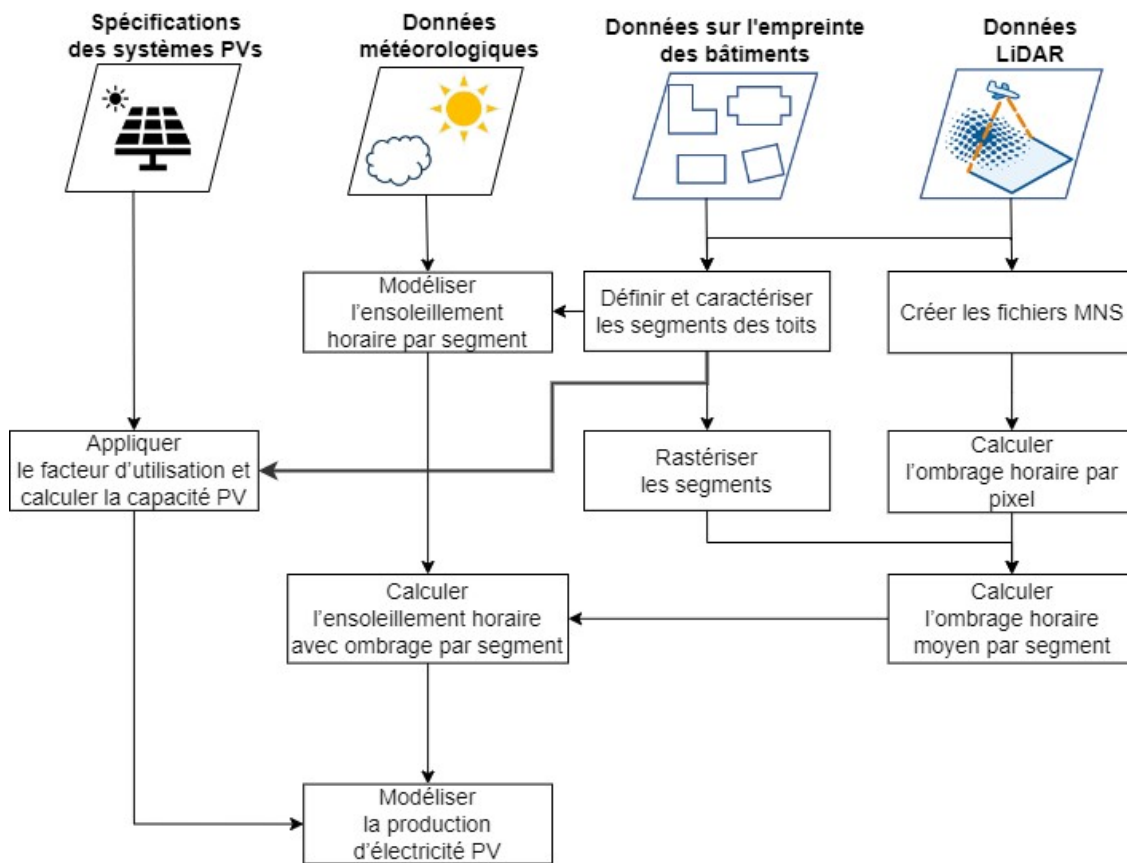 Spécifications
des systèmes PVs
Données
météorologiques
Données sur l'empreinte
des bâtiments
Données
LiDAR
Modéliser
l'ensoleillement
horaire par segment
Définir et caractériser
les segments des toits
Créer les fichiers MNS
Appliquer
le facteur d'utilisation et
calculer la capacité PV
Rastériser
les segments
Calculer
l'ombrage horaire par
pixel
Calculer
l'ensoleillement horaire
avec ombrage par segment
Calculer
l'ombrage horaire
moyen par segment
Modéliser
la production
d'électricité PV